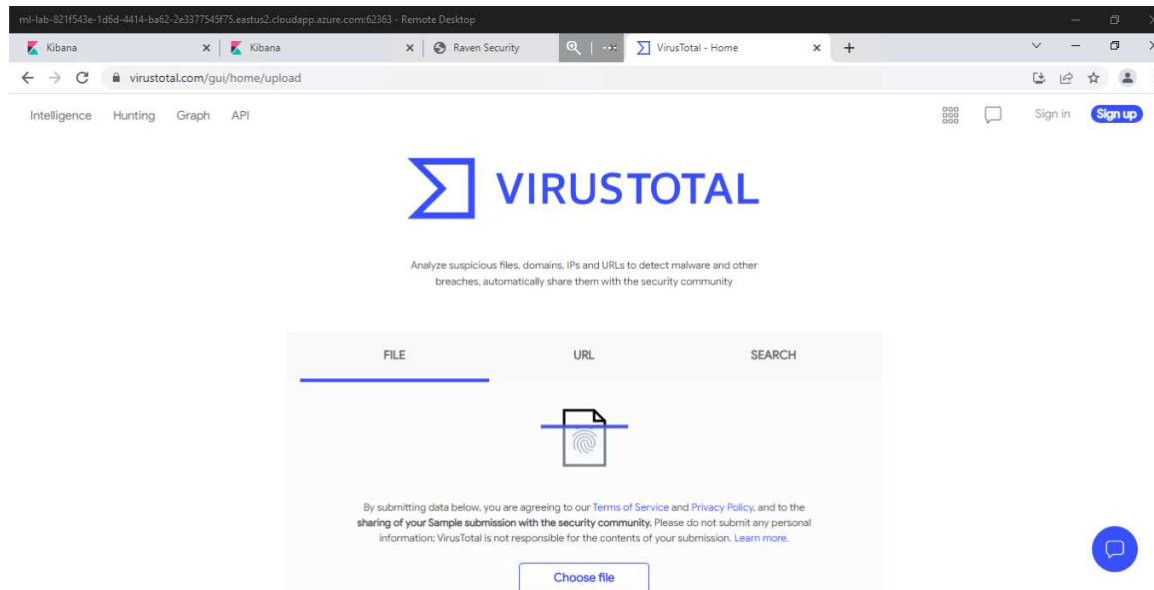 ml-lab-821f543e-1d6d-4414-ba62-2e3377545f75.eastus2.cloudapp.azure.com:62363 - Remote Desktop
Kibana Kibana Raven Security VirusTotal - Home
virustotal.com/gui/home/upload
Intelligence Hunting Graph API Sign in Sign up
VIRUSTOTAL
Analyze suspicious files, domains, IPs and URLs to detect malware and other
breaches, automatically share them with the security community
FILE URL SEARCH
By submitting data below, you are agreeing to our Terms of Service and Privacy Policy, and to the
sharing of your Sample submission with the security community. Please do not submit any personal
information; VirusTotal is not responsible for the contents of your submission. Learn more.
Choose file